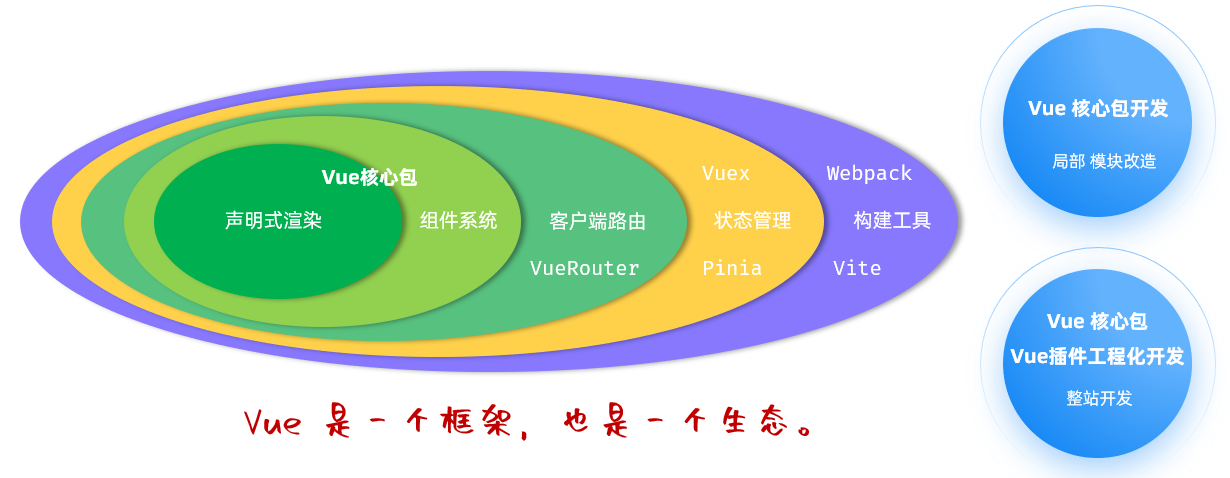 Vue核心包
声明式渲染
组件系统
客户端路由
VueRouter
Vuex
状态管理
Pinia
Webpack
构建工具
Vite
Vue 是一个框架，也是一个生态。
Vue 核心包开发
局部 模块改造
Vue 核心包
Vue插件工程化开发
整站开发